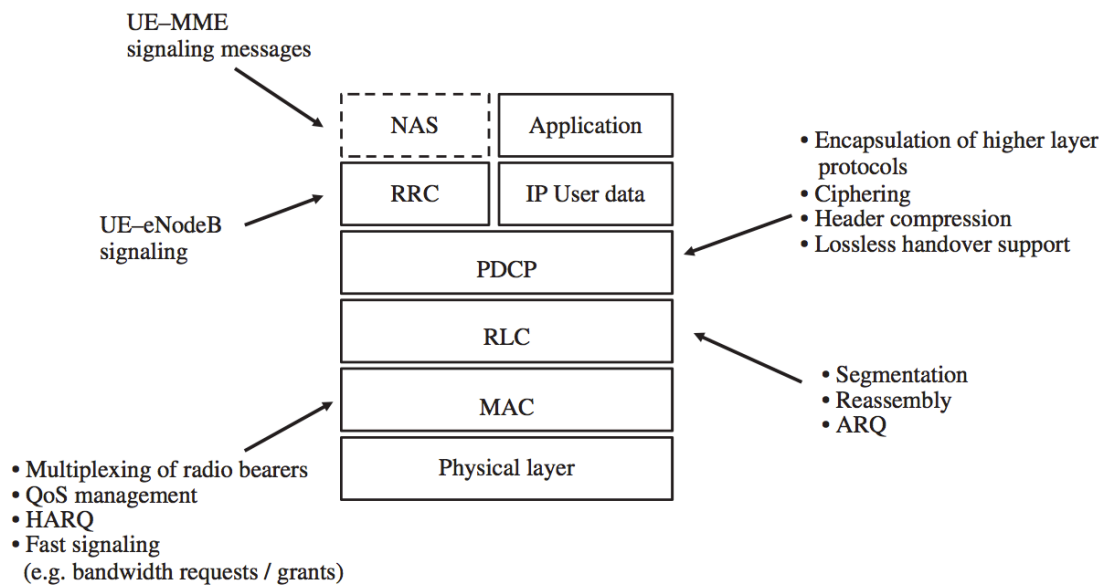 UE–MME
signaling messages
NAS
Application
RRC
IP User data
UE–eNodeB
signaling
• Encapsulation of higher layer
protocols
• Ciphering
• Header compression
• Lossless handover support
PDCP
RLC
• Segmentation
• Reassembly
• ARQ
MAC
Physical layer
• Multiplexing of radio bearers
• QoS management
• HARQ
• Fast signaling
(e.g. bandwidth requests / grants)